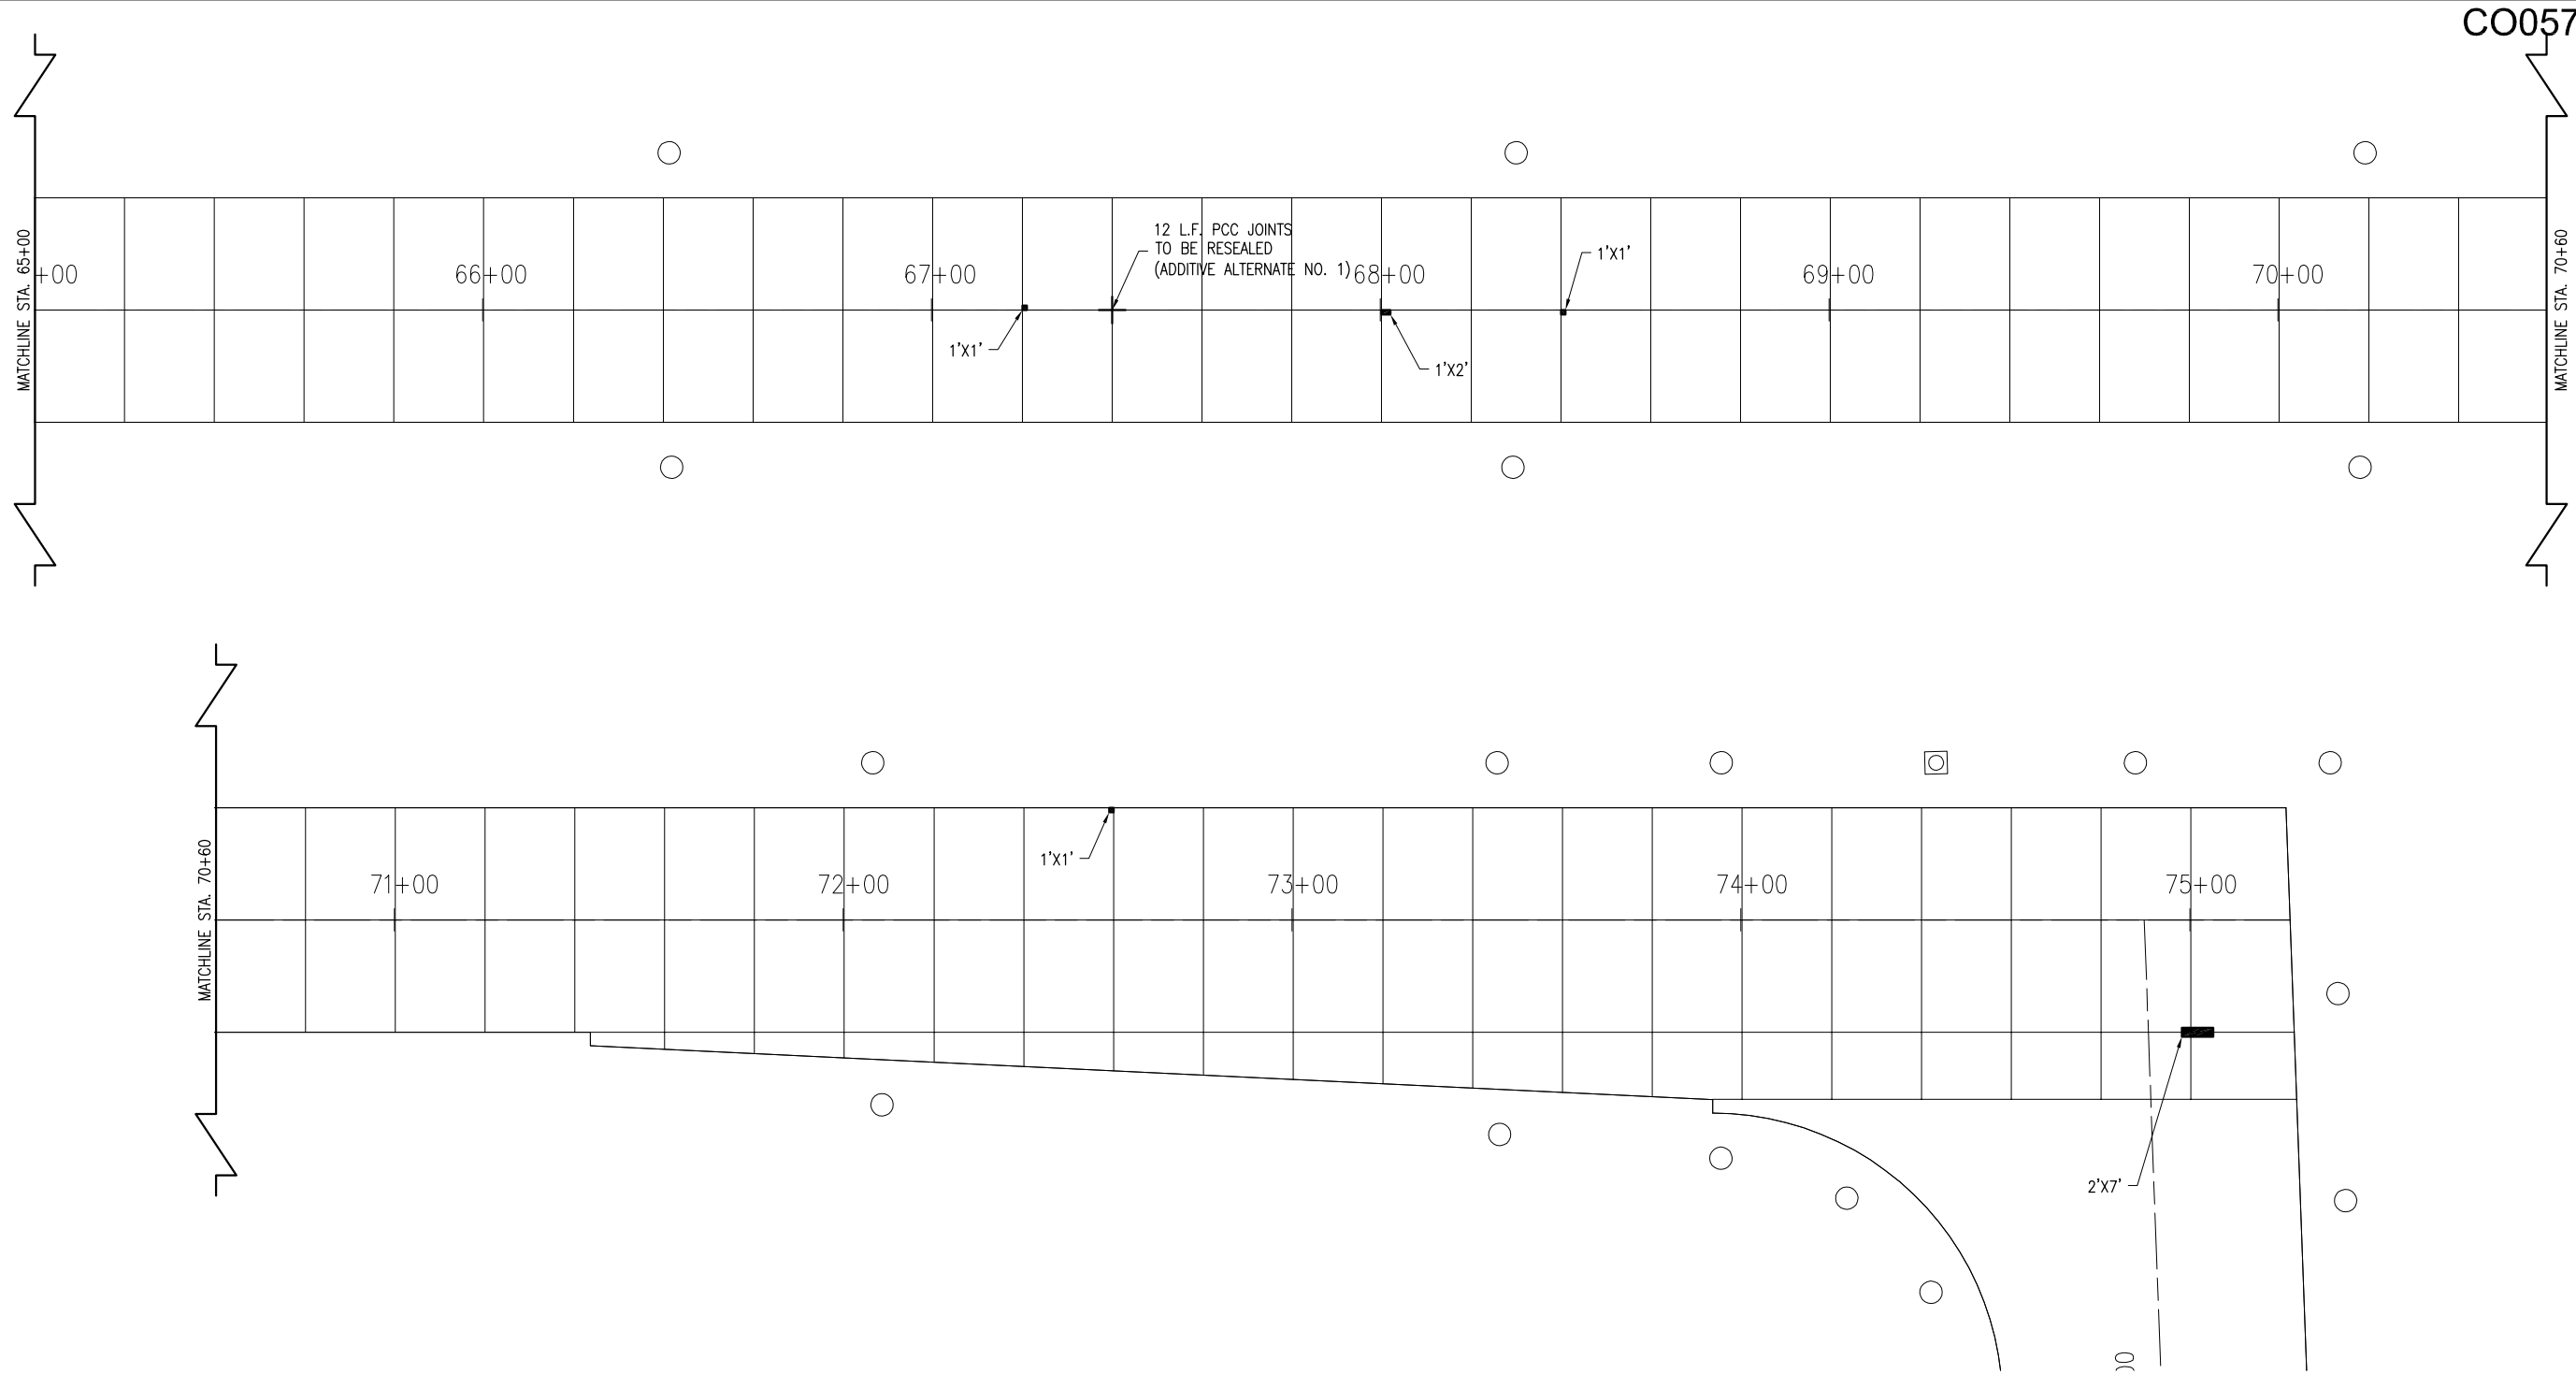 CO057
MATCHLINE STA. 65+00
+00
66+00
67+00
12 L.F. PCC JOINTS
TO BE RESEALED
(ADDITIVE ALTERNATE NO. 1)
68+00
1'X1'
69+00
70+00
1'X1'
1'X2'
MATCHLINE STA. 70+60
MATCHLINE STA. 70+60
71+00
72+00
1'X1'
73+00
74+00
75+00
2'X7'